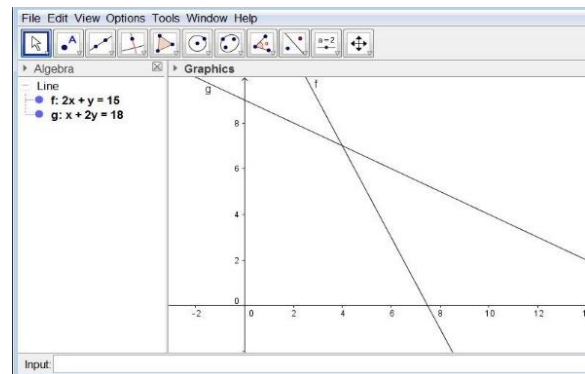 File Edit View Options Tools Window Help
a=2
Algebra
Graphics
Line
f: 2x + y = 15
g: x + 2y = 18
g
f
8
6
4
2
0
-2 0 2 4 6 8 10 12
Input: